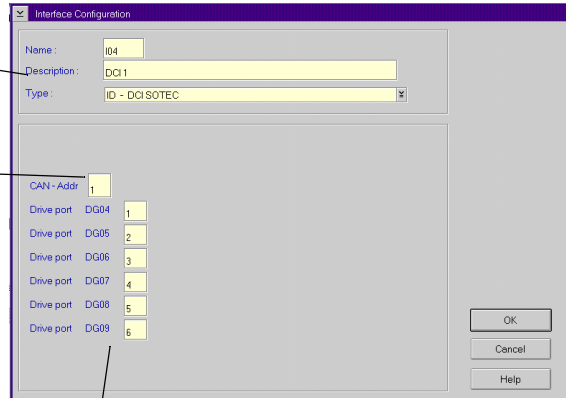 Interface Configuration
Name : I04
Description : DCI 1
Type : ID - DCI SOTEC
CAN - Addr 1
Drive port DG04 1
Drive port DG05 2
Drive port DG06 3
Drive port DG07 4
Drive port DG08 5
Drive port DG09 6
OK
Cancel
Help